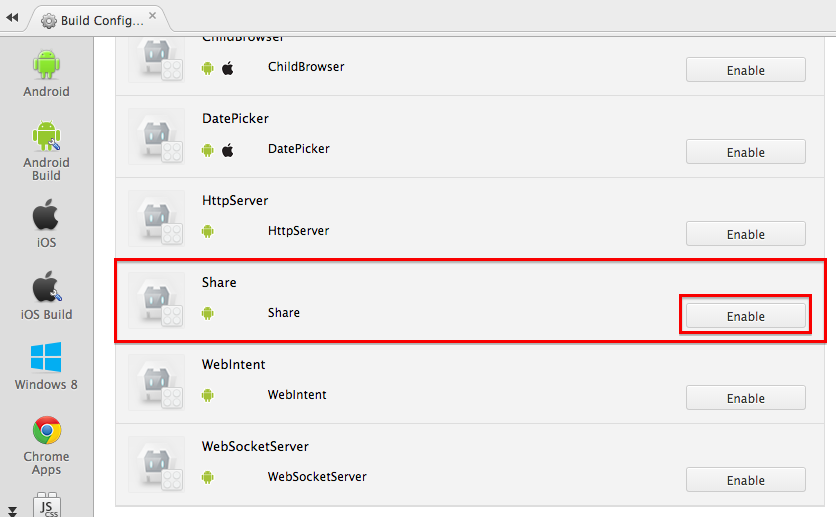 Build Config...
Android
Android
Build
iOS
iOS Build
Windows 8
Chrome
Apps
JS
CSS
ChildBrowser
ChildBrowser
Enable
DatePicker
DatePicker
Enable
HttpServer
HttpServer
Enable
Share
Share
Enable
WebIntent
WebIntent
Enable
WebSocketServer
WebSocketServer
Enable